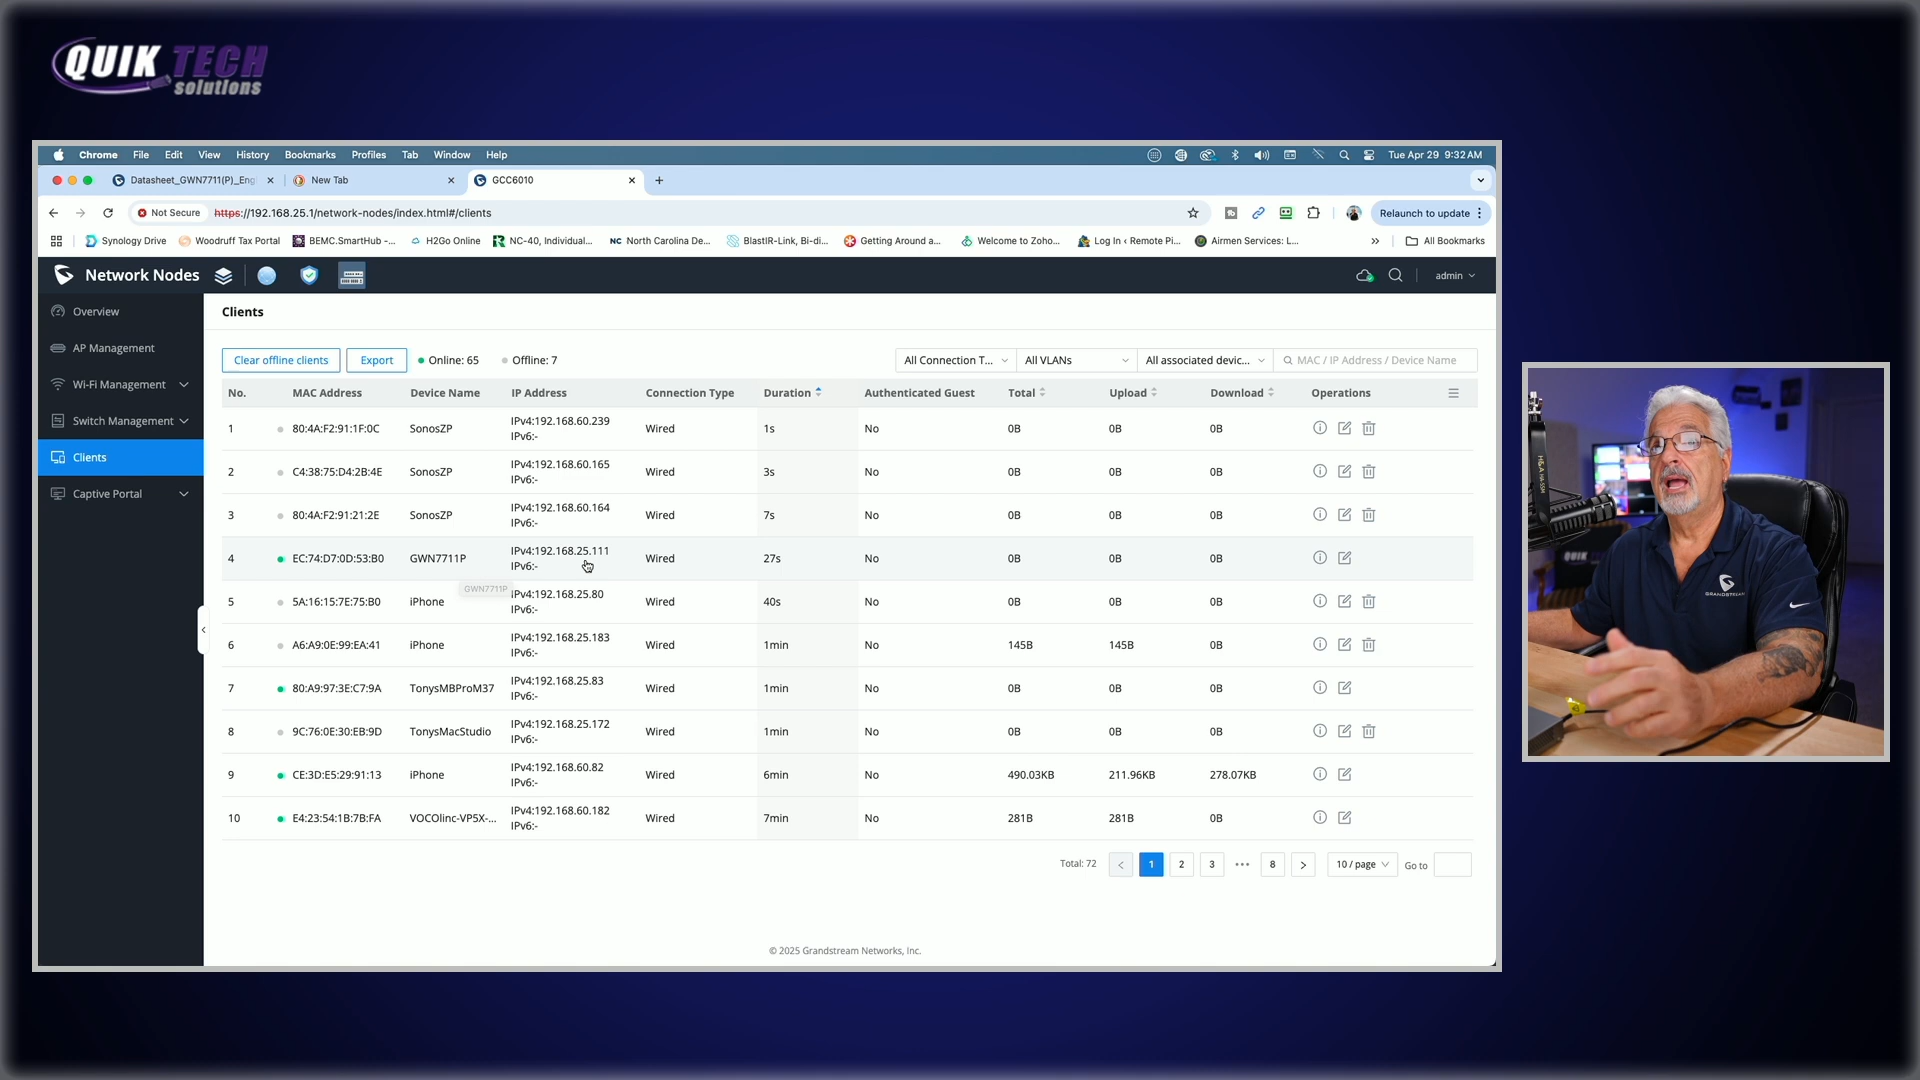 QUIK TECH
solutions
Chrome File Edit View History Bookmarks Profiles Tab Window Help Tue Apr 29 9:32 AM
Datasheet_GWN7711(P)_Eng New Tab GCC6010
Not Secure https://192.168.25.1/network-nodes/index.html#/clients Relaunch to update
Synology Drive Woodruff Tax Portal BEMC.SmartHub -... H2Go Online NC-40, Individual... North Carolina De... BlastIR-Link, Bi-di... Getting Around a... Welcome to Zoho... Log In ‹ Remote Pi... Airmen Services: L... » All Bookmarks
Network Nodes admin
Overview
AP Management
Wi-Fi Management
Switch Management
Clients
Captive Portal
Clients
Clear offline clients Export Online: 65 Offline: 7 All Connection T... All VLANs All associated devic... MAC / IP Address / Device Name
No. MAC Address Device Name IP Address Connection Type Duration Authenticated Guest Total Upload Download Operations
1 80:4A:F2:91:1F:0C SonosZP IPv4:192.168.60.239 Wired 1s No 0B 0B 0B
IPv6:-
2 C4:38:75:D4:2B:4E SonosZP IPv4:192.168.60.165 Wired 3s No 0B 0B 0B
IPv6:-
3 80:4A:F2:91:21:2E SonosZP IPv4:192.168.60.164 Wired 7s No 0B 0B 0B
IPv6:-
4 EC:74:D7:0D:53:B0 GWN7711P IPv4:192.168.25.111 Wired 27s No 0B 0B 0B
IPv6:-
GWN7711P
5 5A:16:15:7E:75:B0 iPhone IPv4:192.168.25.80 Wired 40s No 0B 0B 0B
IPv6:-
6 A6:A9:0E:99:EA:41 iPhone IPv4:192.168.25.183 Wired 1min No 145B 145B 0B
IPv6:-
7 80:A9:97:3E:C7:9A TonysMBProM37 IPv4:192.168.25.83 Wired 1min No 0B 0B 0B
IPv6:-
8 9C:76:0E:30:EB:9D TonysMacStudio IPv4:192.168.25.172 Wired 1min No 0B 0B 0B
IPv6:-
9 CE:3D:E5:29:91:13 iPhone IPv4:192.168.60.82 Wired 6min No 490.03KB 211.96KB 278.07KB
IPv6:-
10 E4:23:54:1B:7B:FA VOCOlinc-VP5X-... IPv4:192.168.60.182 Wired 7min No 281B 281B 0B
IPv6:-
Total: 72 < 1 2 3 ••• 8 > 10 / page Go to
© 2025 Grandstream Networks, Inc.
GRANDSTREAM
QUIK